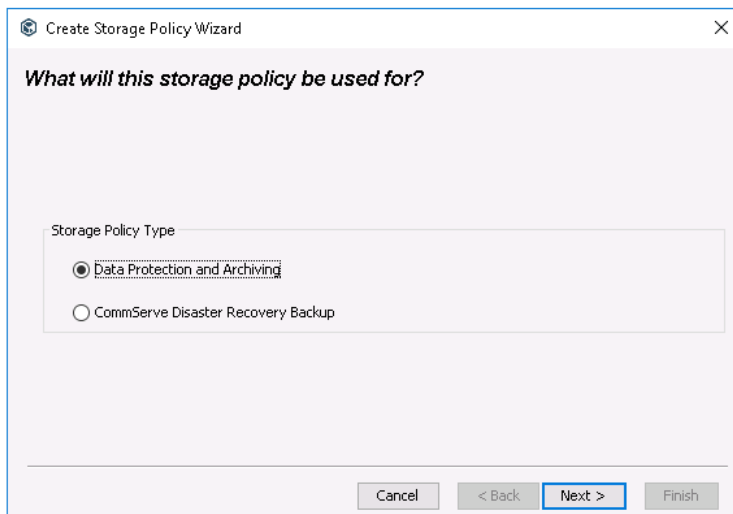 Create Storage Policy Wizard
What will this storage policy be used for?
Storage Policy Type
Data Protection and Archiving
CommServe Disaster Recovery Backup
Cancel
< Back
Next >
Finish